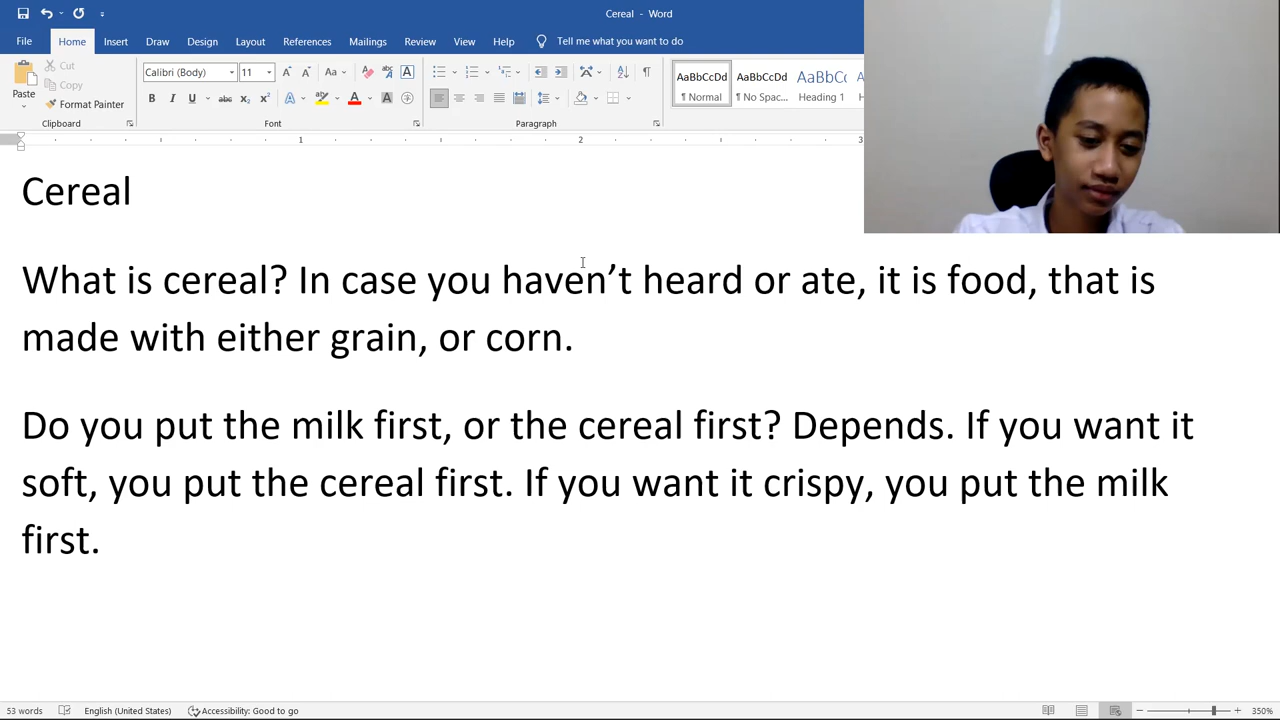 Cereal - Word
File Home Insert Draw Design Layout References Mailings Review View Help Tell me what you want to do
Paste
Cut
Copy
Format Painter
Calibri (Body) 11
AaBbCcDd AaBbCcDd AaBbCc
¶ Normal ¶ No Spac... Heading 1
Clipboard Font Paragraph
1 2 3
Cereal
What is cereal? In case you haven’t heard or ate, it is food, that is
made with either grain, or corn.
Do you put the milk first, or the cereal first? Depends. If you want it
soft, you put the cereal first. If you want it crispy, you put the milk
first.
53 words English (United States) Accessibility: Good to go 350%